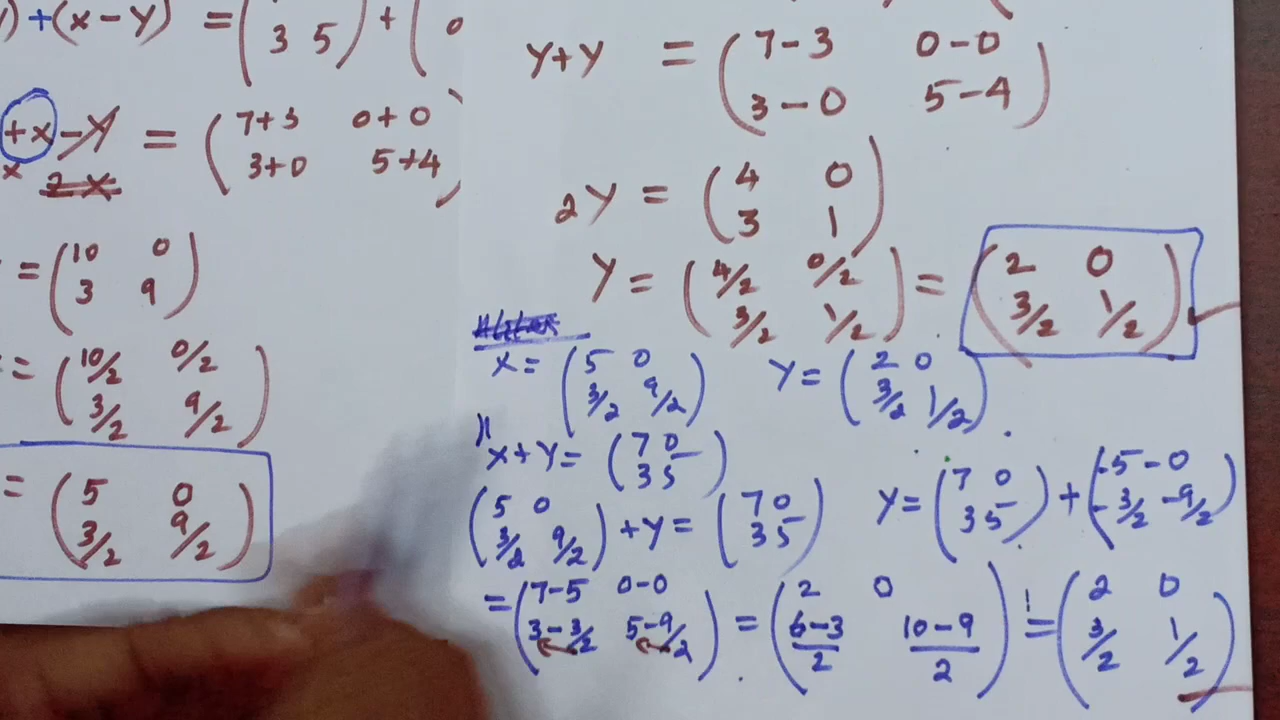 ) + (x - y) = ( 3 5 ) + ( 0
+x - y = ( 7+3 0+0
3+0 5+4 )
x 2x
= ( 10 0
3 9 )
= ( 10/2 0/2
3/2 9/2 )
= ( 5 0
3/2 9/2 )
Y+Y = ( 7-3 0-0
3-0 5-4 )
2Y = ( 4 0
3 1 )
Y = ( 4/2 0/2
3/2 1/2 ) = ( 2 0
3/2 1/2 )
X = ( 5 0
3/2 9/2 ) Y = ( 2 0
3/2 1/2 )
X + Y = ( 7 0
3 5 )
( 5 0
3/2 9/2 ) + Y = ( 7 0
3 5 ) Y = ( 7 0
3 5 ) + ( -5 -0
-3/2 -9/2 )
= ( 7-5 0-0
3-3/2 5-9/2 ) = ( 2 0
6-3/2 10-9/2 ) = ( 2 0
3/2 1/2 )